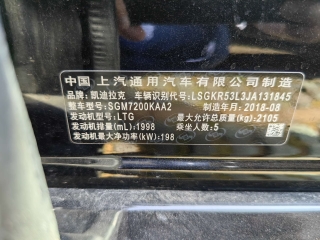 中国上汽通用汽车有限公司制造
品牌:凯迪拉克 车辆识别代号:LSGKR53L3JA131845
整车型号:SGM7200KAA2 制造年月:2018-08
发动机型号:LTG 最大允许总质量(kg):2105
发动机排量(mL):1998 乘坐人数:5
发动机最大净功率(kW):198